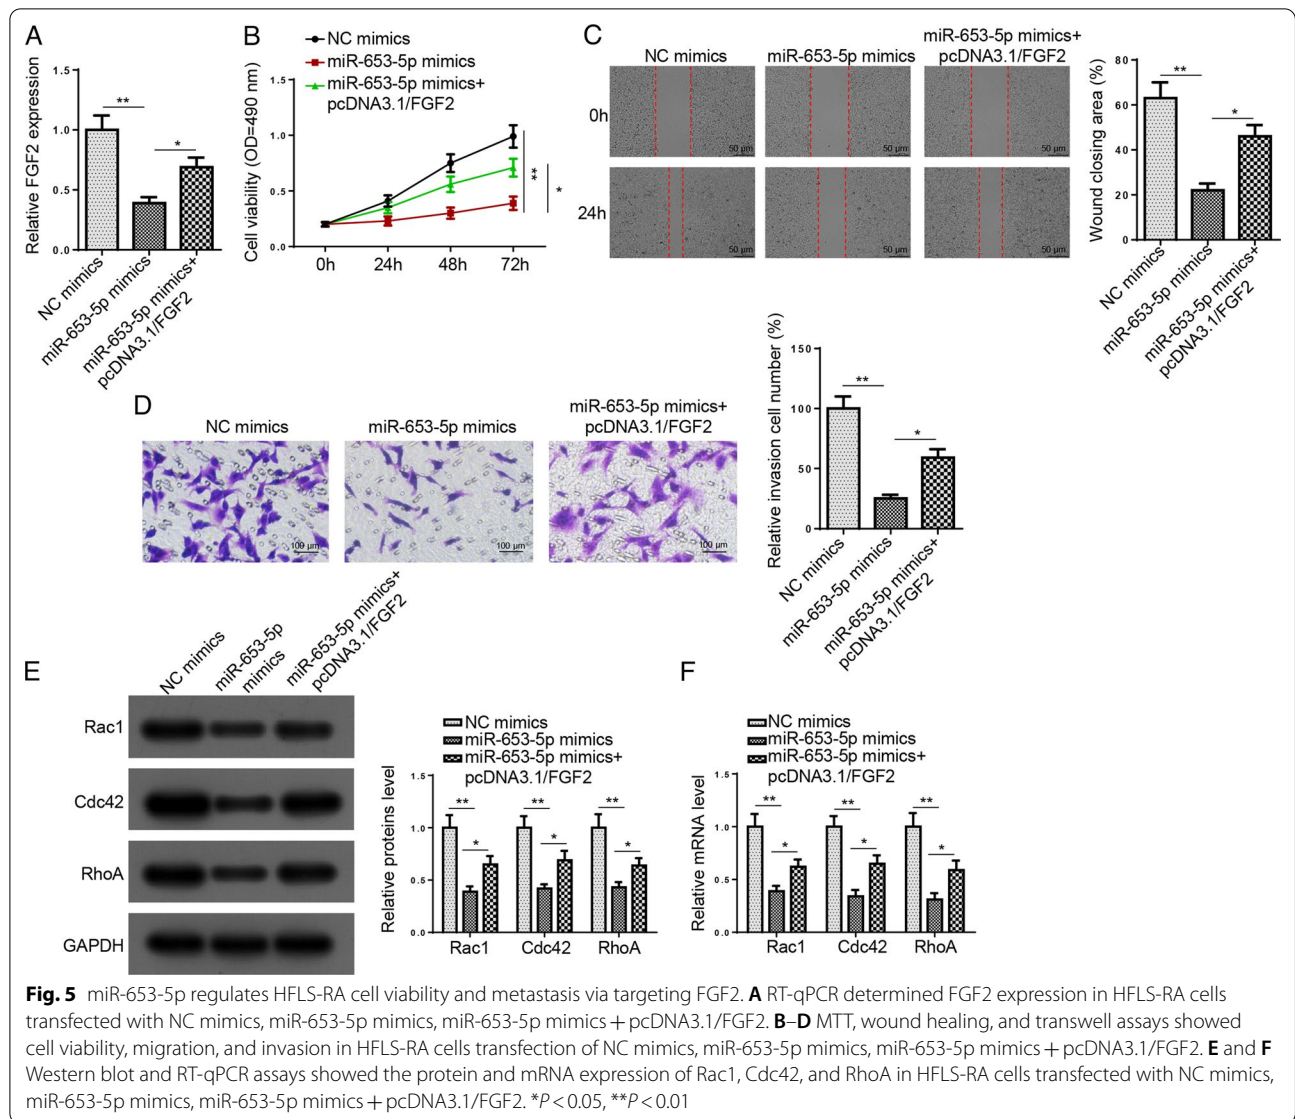 A
Relative FGF2 expression
1.5
1.0
0.5
0.0
**
*
NC mimics
miR-653-5p mimics
miR-653-5p mimics+
pcDNA3.1/FGF2
B
NC mimics
miR-653-5p mimics
miR-653-5p mimics+
pcDNA3.1/FGF2
Cell viability (OD=490 nm)
1.5
1.0
0.5
0.0
0h
24h
48h
72h
**
*
C
NC mimics
miR-653-5p mimics
miR-653-5p mimics+
pcDNA3.1/FGF2
0h
50 µm
50 µm
50 µm
24h
50 µm
50 µm
50 µm
Wound closing area (%)
80
60
40
20
0
**
*
NC mimics
miR-653-5p mimics
miR-653-5p mimics+
pcDNA3.1/FGF2
D
NC mimics
miR-653-5p mimics
miR-653-5p mimics+
pcDNA3.1/FGF2
100 µm
100 µm
100 µm
Relative invasion cell number (%)
150
100
50
0
**
*
NC mimics
miR-653-5p mimics
miR-653-5p mimics+
pcDNA3.1/FGF2
E
NC mimics
miR-653-5p
mimics
miR-653-5p mimics+
pcDNA3.1/FGF2
Rac1
Cdc42
RhoA
GAPDH
NC mimics
miR-653-5p mimics
miR-653-5p mimics+
pcDNA3.1/FGF2
Relative proteins level
1.5
1.0
0.5
0.0
**
*
**
*
**
*
Rac1
Cdc42
RhoA
F
NC mimics
miR-653-5p mimics
miR-653-5p mimics+
pcDNA3.1/FGF2
Relative mRNA level
1.5
1.0
0.5
0.0
**
*
**
*
**
*
Rac1
Cdc42
RhoA
Fig. 5 miR-653-5p regulates HFLS-RA cell viability and metastasis via targeting FGF2. A RT-qPCR determined FGF2 expression in HFLS-RA cells
transfected with NC mimics, miR-653-5p mimics, miR-653-5p mimics + pcDNA3.1/FGF2. B–D MTT, wound healing, and transwell assays showed
cell viability, migration, and invasion in HFLS-RA cells transfection of NC mimics, miR-653-5p mimics, miR-653-5p mimics + pcDNA3.1/FGF2. E and F
Western blot and RT-qPCR assays showed the protein and mRNA expression of Rac1, Cdc42, and RhoA in HFLS-RA cells transfected with NC mimics,
miR-653-5p mimics, miR-653-5p mimics + pcDNA3.1/FGF2. *P < 0.05, **P < 0.01